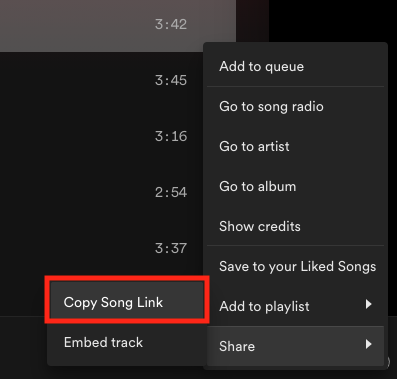 3:42
3:45
3:16
2:54
3:37
Add to queue
Go to song radio
Go to artist
Go to album
Show credits
Save to your Liked Songs
Add to playlist
Share
Copy Song Link
Embed track